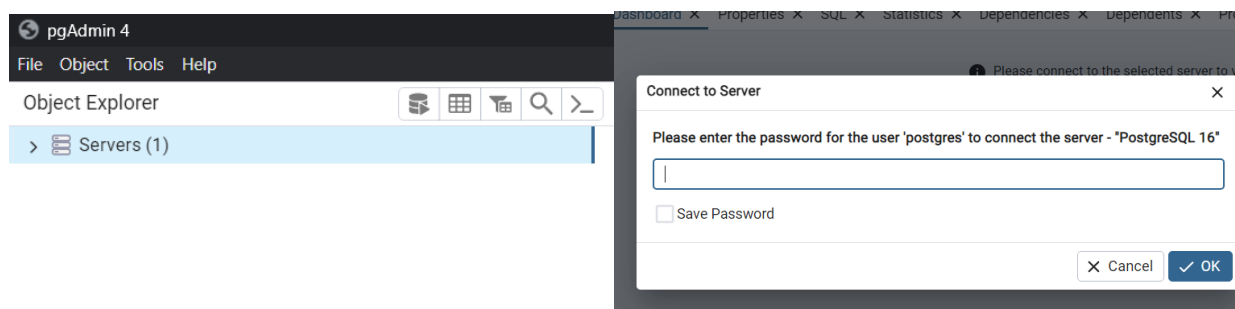 pgAdmin 4
File Object Tools Help
Object Explorer
Servers (1)
Dashboard Properties SQL Statistics Dependencies Dependents
Please connect to the selected server to
Connect to Server
Please enter the password for the user 'postgres' to connect the server - "PostgreSQL 16"
Save Password
Cancel OK